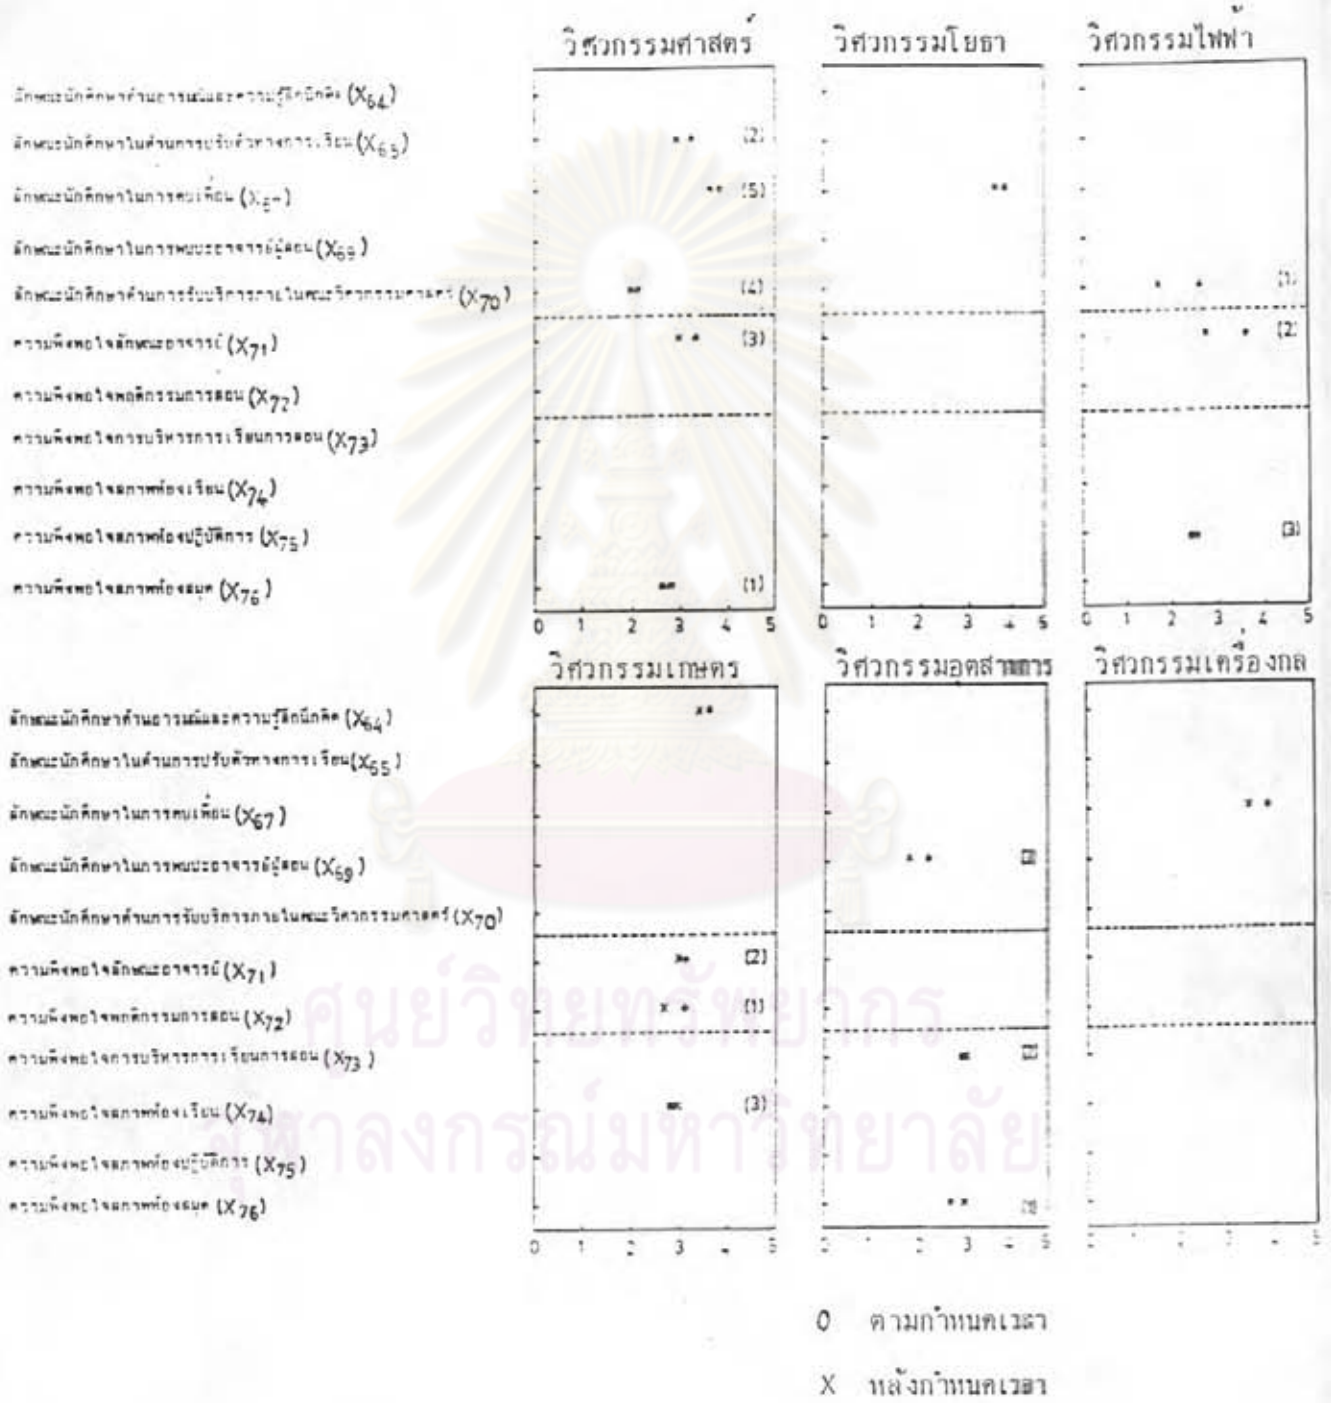 วิศวกรรมศาสตร์ วิศวกรรมโยธา วิศวกรรมไฟฟ้า
ลักษณะนักศึกษาด้านอารมณ์และความรู้สึกนึกคิด (X64)
ลักษณะนักศึกษาในด้านการปรับตัวทางการเรียน (X65) (2)
ลักษณะนักศึกษาในการคบเพื่อน (5)
ลักษณะนักศึกษาในการพบปะอาจารย์ผู้สอน (X69)
ลักษณะนักศึกษาด้านการรับบริการภายในคณะวิศวกรรมศาสตร์ (X70) (4) (1)
ความพึงพอใจลักษณะอาจารย์ (X71) (3) (2)
ความพึงพอใจพฤติกรรมการสอน (X72)
ความพึงพอใจการบริหารการเรียนการสอน (X73)
ความพึงพอใจสภาพห้องเรียน (X74)
ความพึงพอใจสภาพห้องปฏิบัติการ (X75) (3)
ความพึงพอใจสภาพห้องสมุด (X76) (1)
0 1 2 3 4 5 0 1 2 3 4 5 0 1 2 3 4 5
วิศวกรรมเกษตร วิศวกรรมอุตสาหการ วิศวกรรมเครื่องกล
ลักษณะนักศึกษาด้านอารมณ์และความรู้สึกนึกคิด (X64)
ลักษณะนักศึกษาในด้านการปรับตัวทางการเรียน (X65)
ลักษณะนักศึกษาในการคบเพื่อน (X67)
ลักษณะนักศึกษาในการพบปะอาจารย์ผู้สอน (X69)
ลักษณะนักศึกษาด้านการรับบริการภายในคณะวิศวกรรมศาสตร์ (X70)
ความพึงพอใจลักษณะอาจารย์ (X71) (2)
ความพึงพอใจพฤติกรรมการสอน (X72) (1)
ความพึงพอใจการบริหารการเรียนการสอน (X73)
ความพึงพอใจสภาพห้องเรียน (X74) (3)
ความพึงพอใจสภาพห้องปฏิบัติการ (X75)
ความพึงพอใจสภาพห้องสมุด (X76)
0 1 2 3 4 5 1 3 4 5
O ตามกำหนดเวลา
X หลังกำหนดเวลา
ศูนย์วิทยทรัพยากร
จุฬาลงกรณ์มหาวิทยาลัย